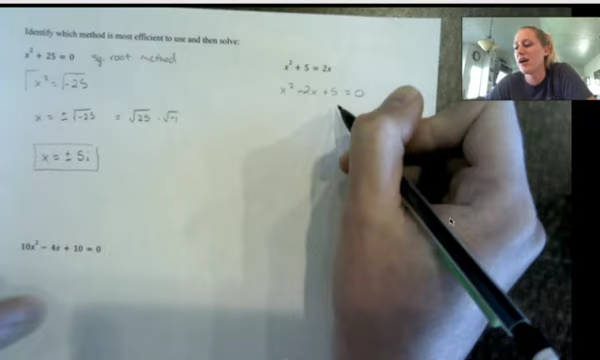 Identify which method is most efficient to use and then solve:
x² + 25 = 0 sq. root method
√x² = √-25
x = ± √-25 = √25 · √-1
x = ± 5i
x² + 5 = 2x
x² - 2x + 5 = 0
10x² − 4x + 10 = 0